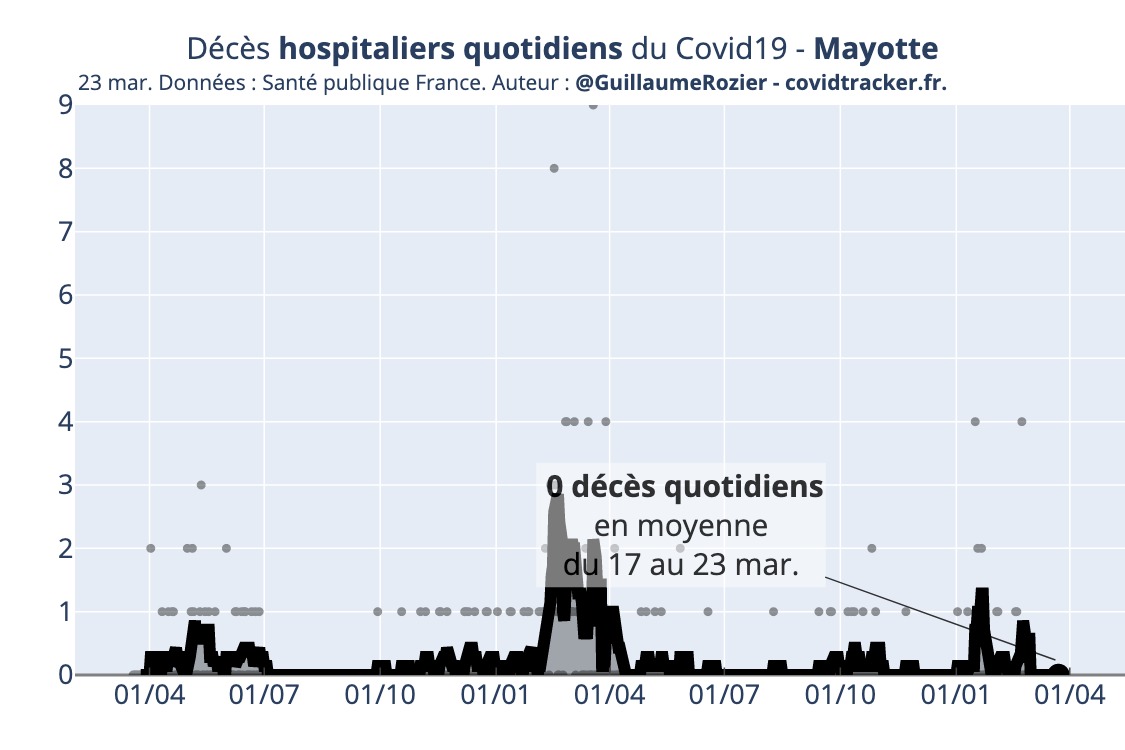 Décès hospitaliers quotidiens du Covid19 - Mayotte
23 mar. Données : Santé publique France. Auteur : @GuillaumeRozier - covidtracker.fr.
9
8
7
6
5
4
3
2
1
0
0 décès quotidiens
en moyenne
du 17 au 23 mar.
01/04 01/07 01/10 01/01 01/04 01/07 01/10 01/01 01/04